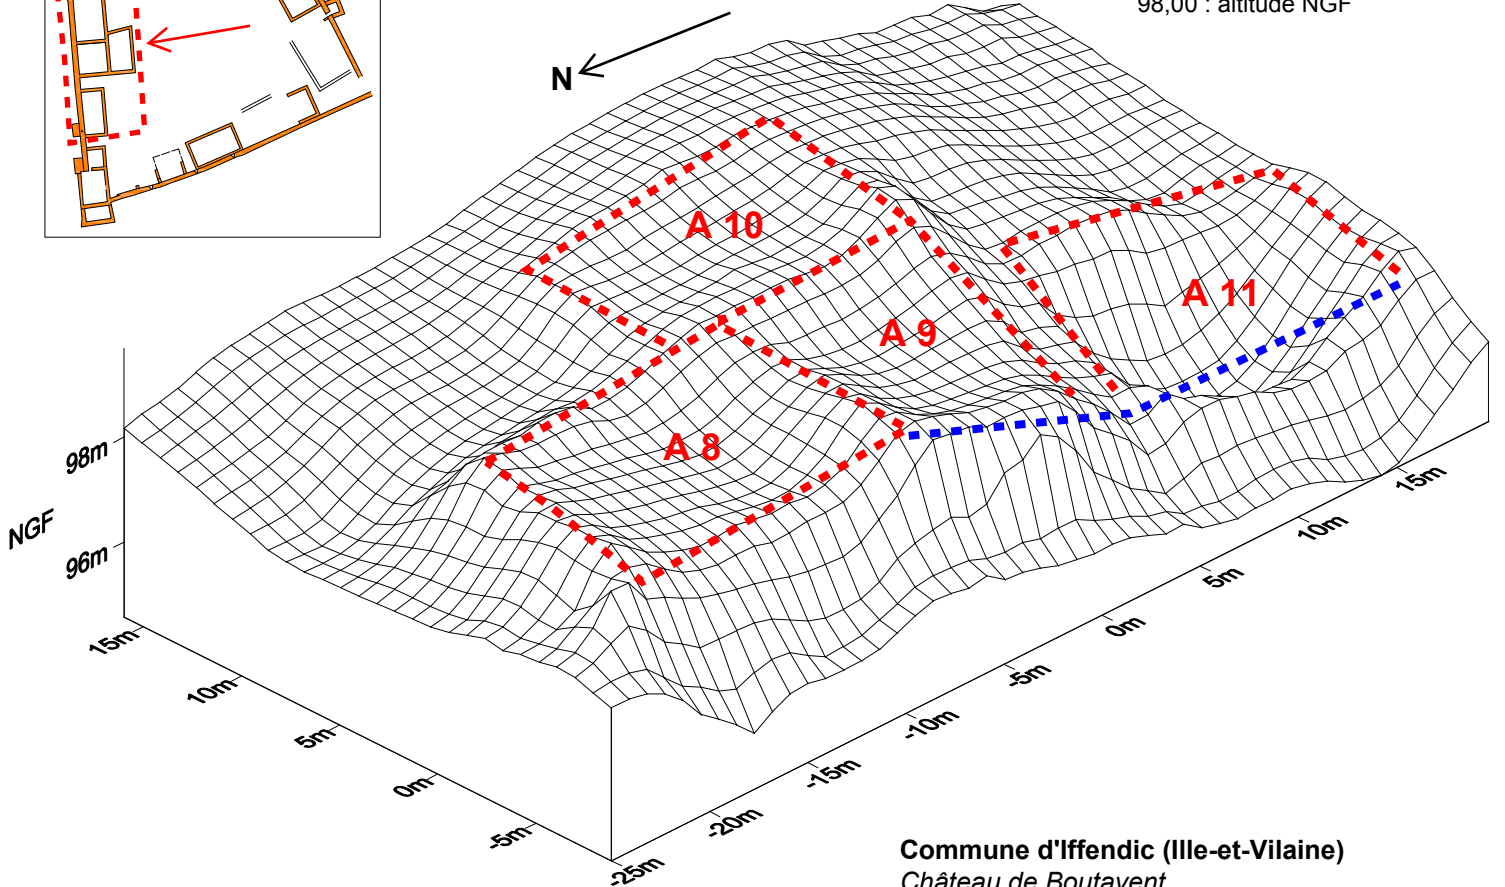 98,00 : altitude NGF
N
A 10
A 11
A 9
A 8
98m
NGF
96m
15m
10m
5m
0m
-5m
-25m
-20m
-15m
-10m
-5m
0m
5m
10m
15m
Commune d'Iffendic (Ille-et-Vilaine)
Château de Boutavent